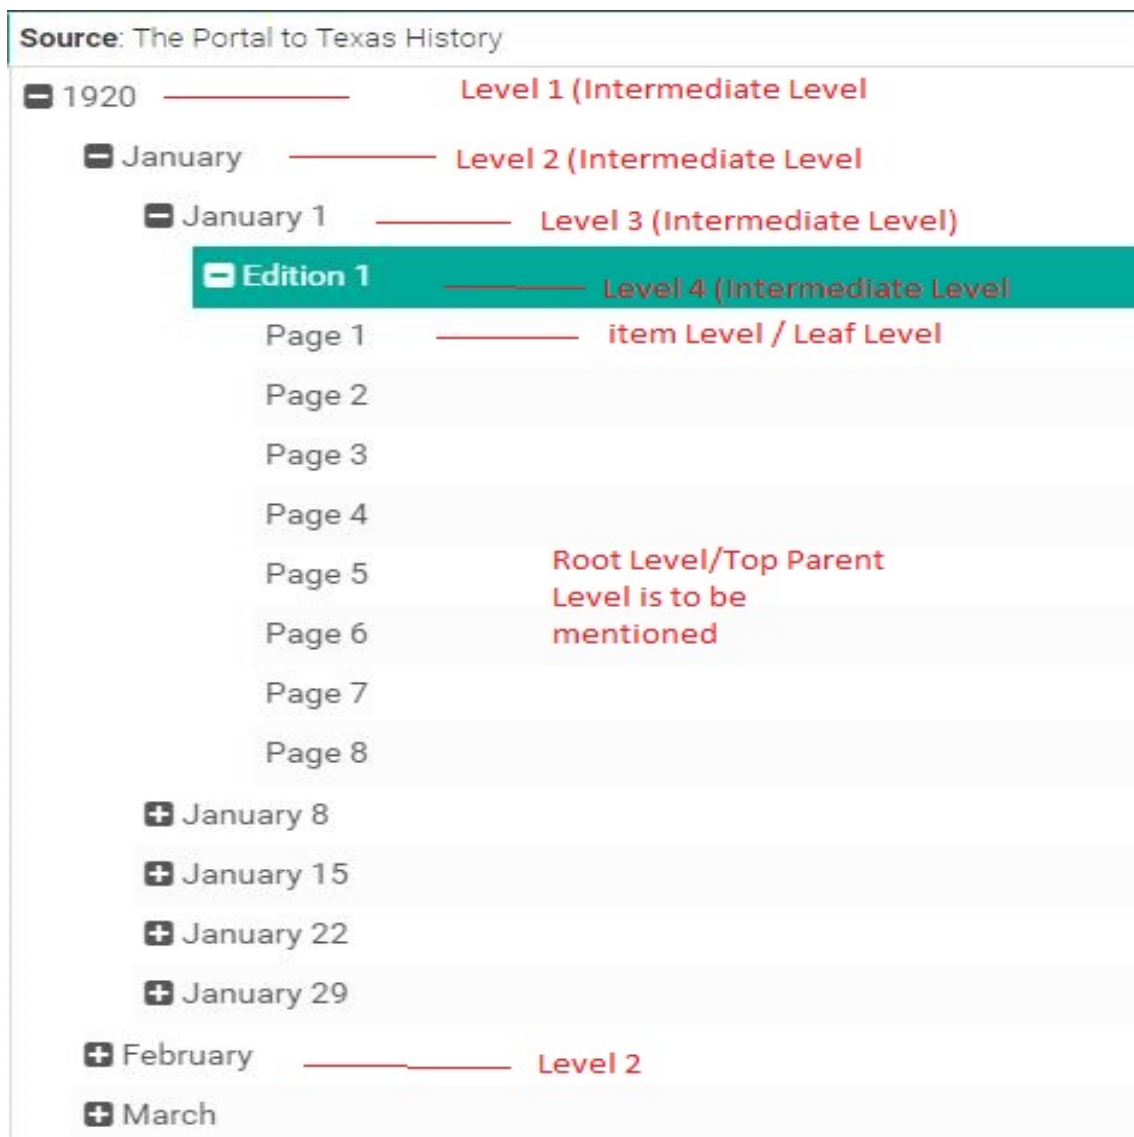 Source: The Portal to Texas History
1920 Level 1 (Intermediate Level
January Level 2 (Intermediate Level
January 1 Level 3 (Intermediate Level)
Edition 1 Level 4 (Intermediate Level
Page 1 item Level / Leaf Level
Page 2
Page 3
Page 4
Page 5
Page 6
Page 7
Page 8
Root Level/Top Parent
Level is to be
mentioned
January 8
January 15
January 22
January 29
February Level 2
March